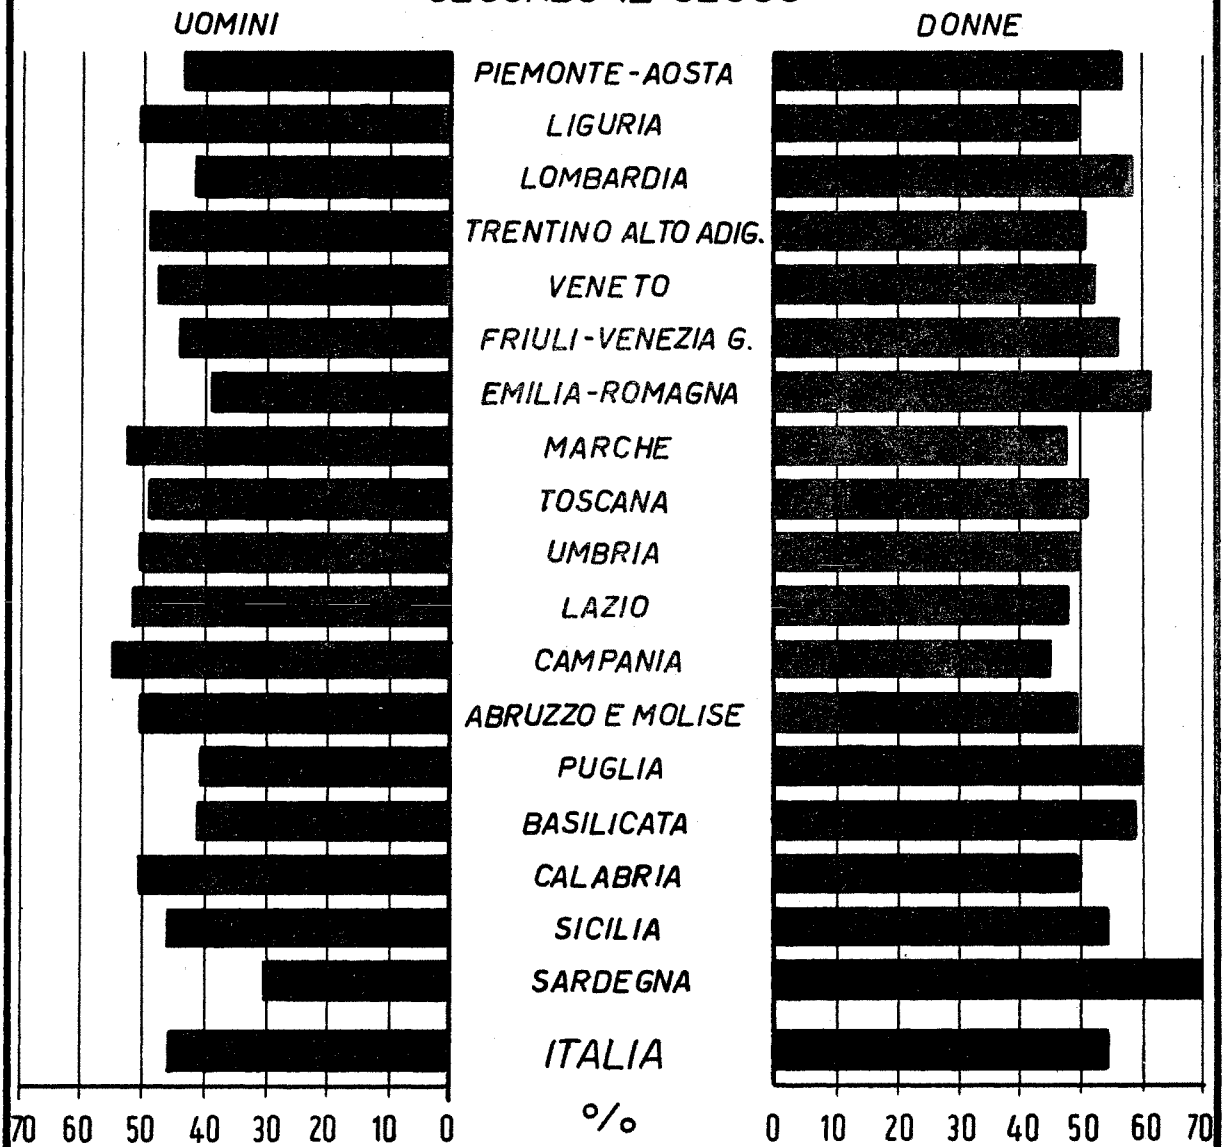 UOMINI DONNE
PIEMONTE-AOSTA
LIGURIA
LOMBARDIA
TRENTINO ALTO ADIG.
VENETO
FRIULI-VENEZIA G.
EMILIA-ROMAGNA
MARCHE
TOSCANA
UMBRIA
LAZIO
CAMPANIA
ABRUZZO E MOLISE
PUGLIA
BASILICATA
CALABRIA
SICILIA
SARDEGNA
ITALIA
70 60 50 40 30 20 10 0 % 0 10 20 30 40 50 60 70